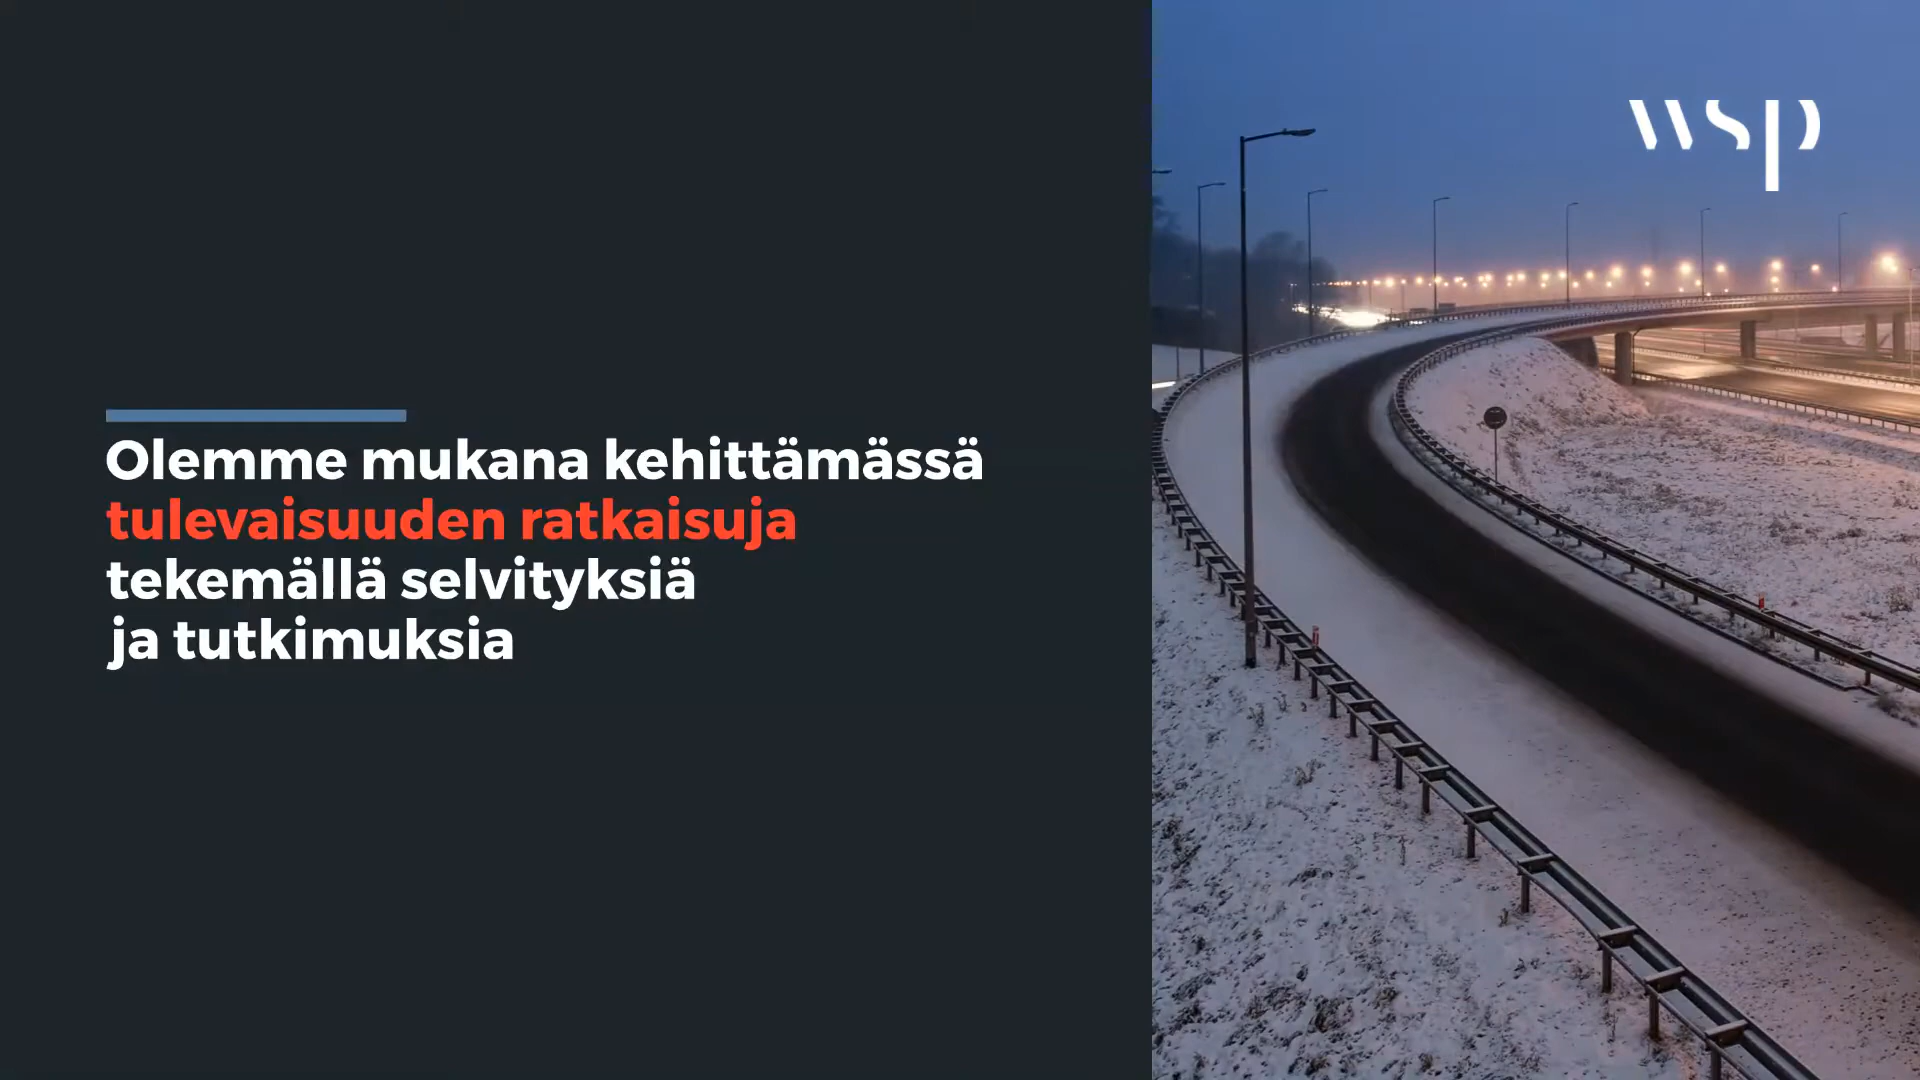 wsp
Olemme mukana kehittämässä
tulevaisuuden ratkaisuja
tekemällä selvityksiä
ja tutkimuksia